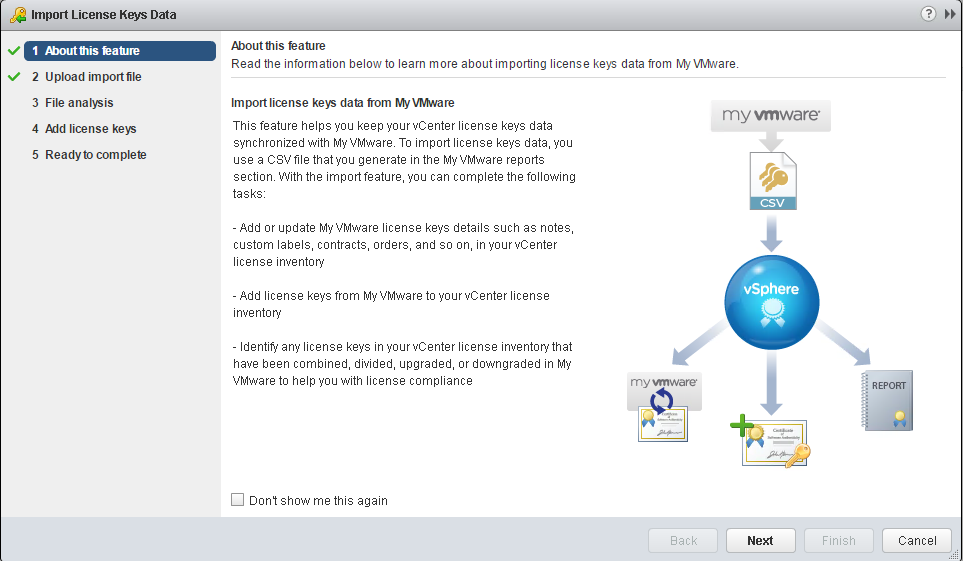 Import License Keys Data
?
1 About this feature
2 Upload import file
3 File analysis
4 Add license keys
5 Ready to complete
About this feature
Read the information below to learn more about importing license keys data from My VMware.
Import license keys data from My VMware
This feature helps you keep your vCenter license keys data
synchronized with My VMware. To import license keys data, you
use a CSV file that you generate in the My VMware reports
section. With the import feature, you can complete the following
tasks:
- Add or update My VMware license keys details such as notes,
custom labels, contracts, orders, and so on, in your vCenter
license inventory
- Add license keys from My VMware to your vCenter license
inventory
- Identify any license keys in your vCenter license inventory that
have been combined, divided, upgraded, or downgraded in My
VMware to help you with license compliance
my vmware
CSV
vSphere
my vmware
Certificate
Certificate
of
REPORT
Don't show me this again
Back
Next
Finish
Cancel